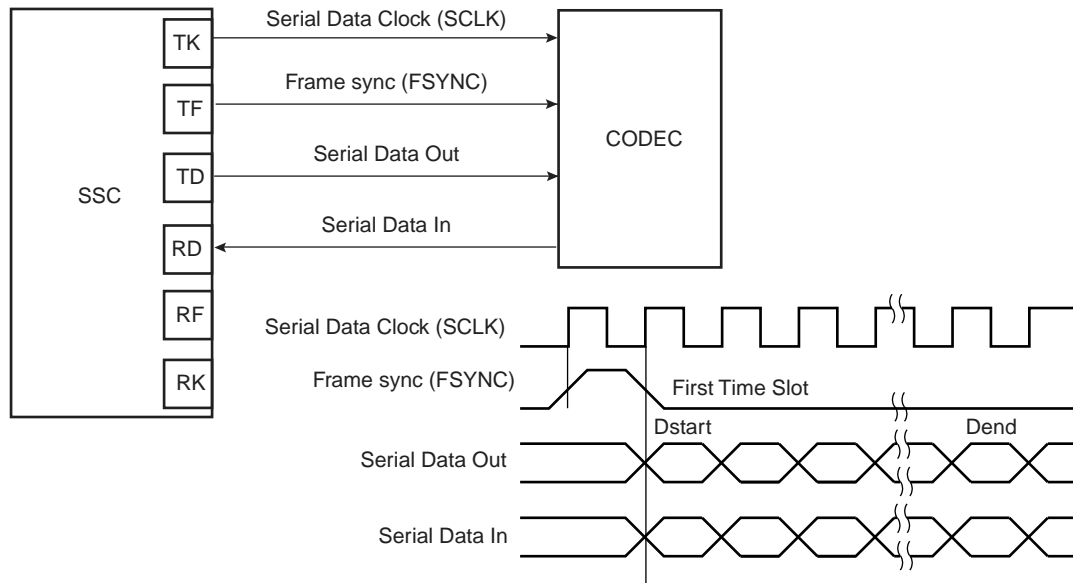 Serial Data Clock (SCLK)
TK
Frame sync (FSYNC)
TF
CODEC
Serial Data Out
TD
SSC
Serial Data In
RD
RF
Serial Data Clock (SCLK)
RK
Frame sync (FSYNC)
First Time Slot
Dstart
Dend
Serial Data Out
Serial Data In